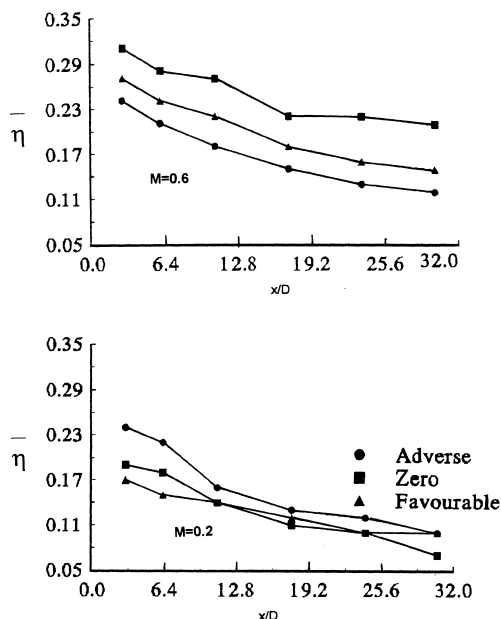 0.35
0.29
0.23
η̅
0.17
M=0.6
0.11
0.05
0.0 6.4 12.8 19.2 25.6 32.0
x/D
0.35
0.29
0.23
η̅
Adverse
Zero
0.17
Favourable
0.11
M=0.2
0.05
0.0 6.4 12.8 19.2 25.6 32.0
x/D